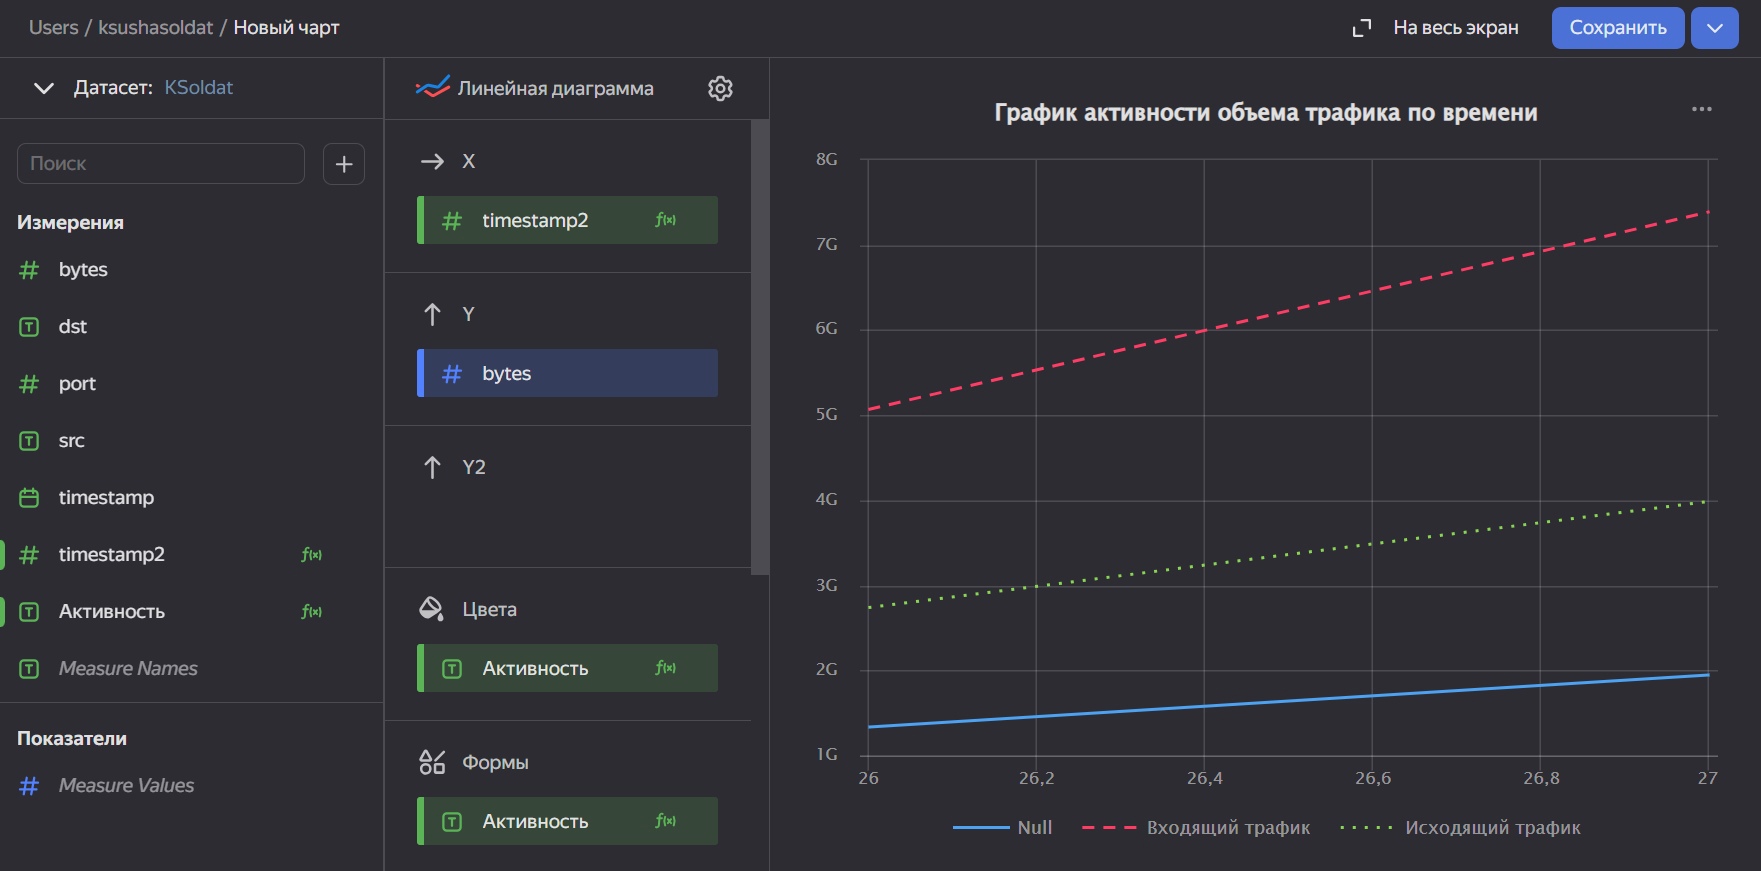 Users / ksushasoldat / Новый чарт
На весь экран
Сохранить
Датасет: KSoldat
Поиск
Измерения
bytes
dst
port
src
timestamp
timestamp2 ƒ(x)
Активность ƒ(x)
Measure Names
Показатели
Measure Values
Линейная диаграмма
X
timestamp2 ƒ(x)
Y
bytes
Y2
Цвета
Активность ƒ(x)
Формы
Активность ƒ(x)
График активности объема трафика по времени
8G
7G
6G
5G
4G
3G
2G
1G
26 26,2 26,4 26,6 26,8 27
Null Входящий трафик Исходящий трафик